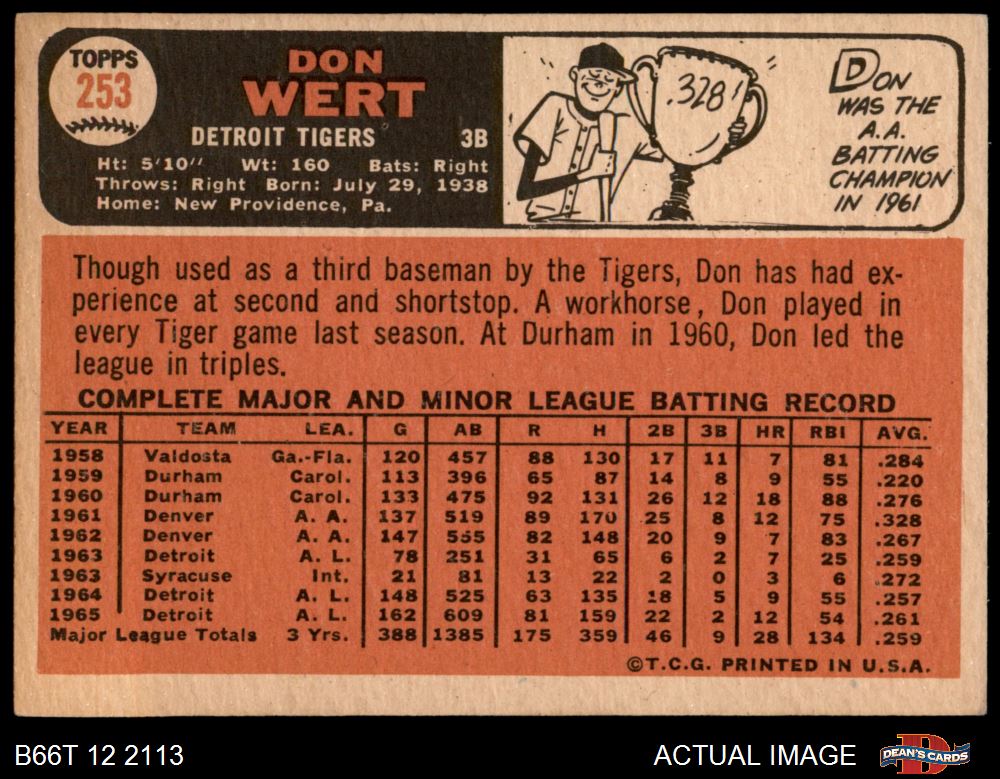 TOPPS
253
DON
WERT
DETROIT TIGERS 3B
Ht: 5'10" Wt: 160 Bats: Right
Throws: Right Born: July 29, 1938
Home: New Providence, Pa.
.328
DON
WAS THE
A.A.
BATTING
CHAMPION
IN 1961
Though used as a third baseman by the Tigers, Don has had ex-
perience at second and shortstop. A workhorse, Don played in
every Tiger game last season. At Durham in 1960, Don led the
league in triples.
COMPLETE MAJOR AND MINOR LEAGUE BATTING RECORD
YEAR TEAM LEA. G AB R H 2B 3B HR RBI AVG.
1958 Valdosta Ga.-Fla. 120 457 88 130 17 11 7 81 .284
1959 Durham Carol. 113 396 65 87 14 8 9 55 .220
1960 Durham Carol. 133 475 92 131 26 12 18 88 .276
1961 Denver A. A. 137 519 89 170 25 8 12 75 .328
1962 Denver A. A. 147 555 82 148 20 9 7 83 .267
1963 Detroit A. L. 78 251 31 65 6 2 7 25 .259
1963 Syracuse Int. 21 81 13 22 2 0 3 6 .272
1964 Detroit A. L. 148 525 63 135 18 5 9 55 .257
1965 Detroit A. L. 162 609 81 159 22 2 12 54 .261
Major League Totals 3 Yrs. 388 1385 175 359 46 9 28 134 .259
©T.C.G. PRINTED IN U.S.A.
B66T 12 2113 ACTUAL IMAGE DEAN'S CARDS